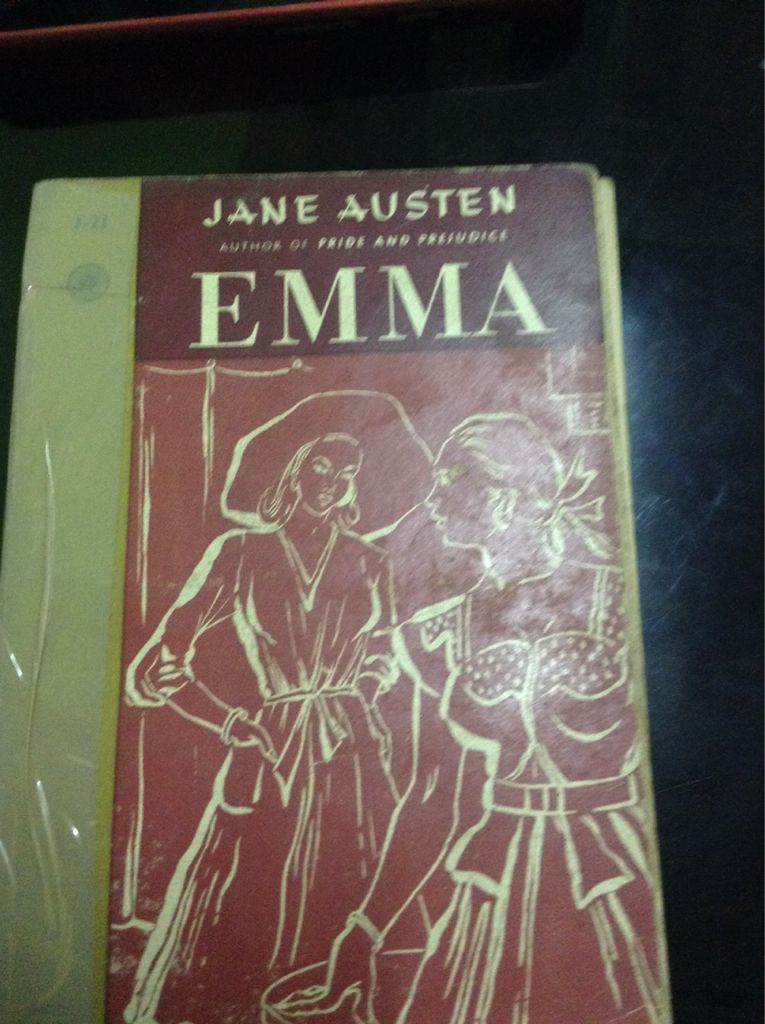 JANE AUSTEN
AUTHOR OF PRIDE AND PREJUDICE
EMMA